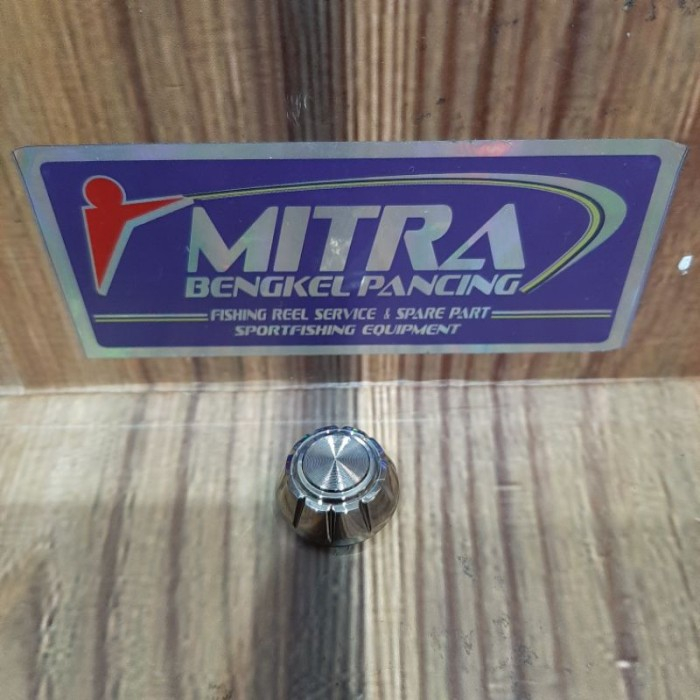 MITRA
BENGKEL PANCING
FISHING REEL SERVICE & SPARE PART
SPORTFISHING EQUIPMENT